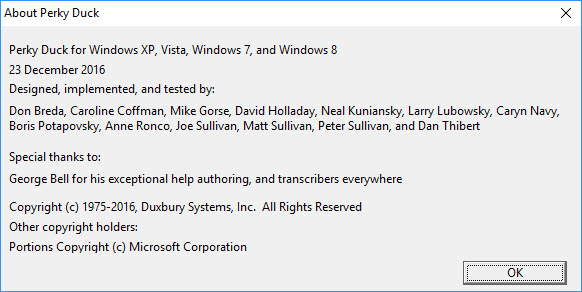 About Perky Duck
Perky Duck for Windows XP, Vista, Windows 7, and Windows 8
23 December 2016
Designed, implemented, and tested by:
Don Breda, Caroline Coffman, Mike Gorse, David Holladay, Neal Kuniansky, Larry Lubowsky, Caryn Navy,
Boris Potapovsky, Anne Ronco, Joe Sullivan, Matt Sullivan, Peter Sullivan, and Dan Thibert
Special thanks to:
George Bell for his exceptional help authoring, and transcribers everywhere
Copyright (c) 1975-2016, Duxbury Systems, Inc.  All Rights Reserved
Other copyright holders:
Portions Copyright (c) Microsoft Corporation
OK